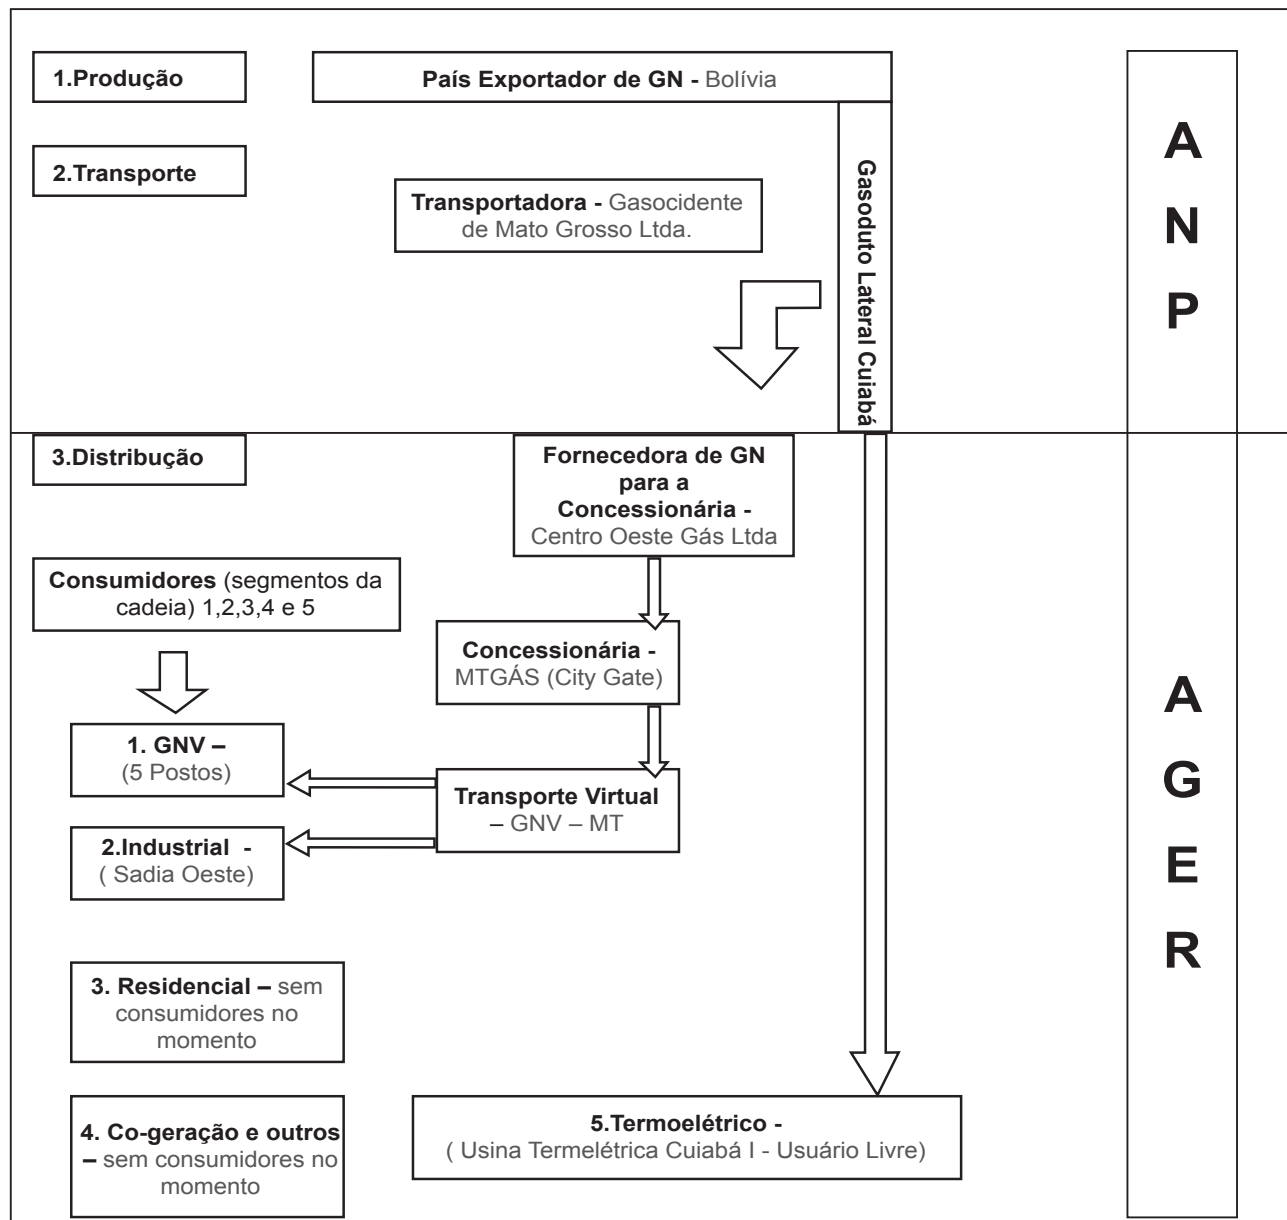 1.Produção
País Exportador de GN - Bolívia
2.Transporte
Transportadora - Gasocidente
de Mato Grosso Ltda.
Gasoduto Lateral Cuiabá
A
N
P
3.Distribução
Fornecedora de GN
para a
Concessionária -
Centro Oeste Gás Ltda
Consumidores (segmentos da
cadeia) 1,2,3,4 e 5
Concessionária -
MTGÁS (City Gate)
1. GNV –
(5 Postos)
Transporte Virtual
– GNV – MT
2.Industrial -
( Sadia Oeste)
3. Residencial – sem
consumidores no
momento
4. Co-geração e outros
– sem consumidores no
momento
5.Termoelétrico -
( Usina Termelétrica Cuiabá I - Usuário Livre)
A
G
E
R